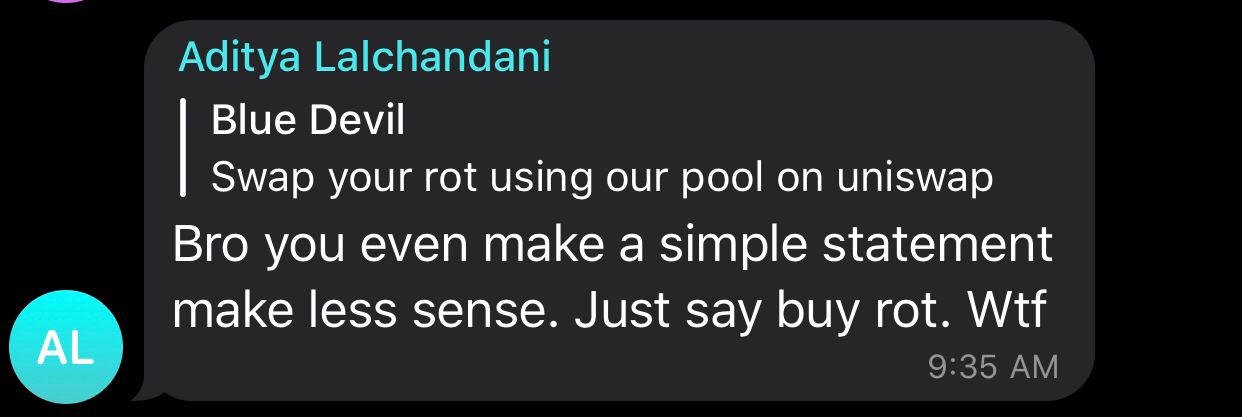 Aditya Lalchandani
Blue Devil
Swap your rot using our pool on uniswap
Bro you even make a simple statement
make less sense. Just say buy rot. Wtf
AL
9:35 AM